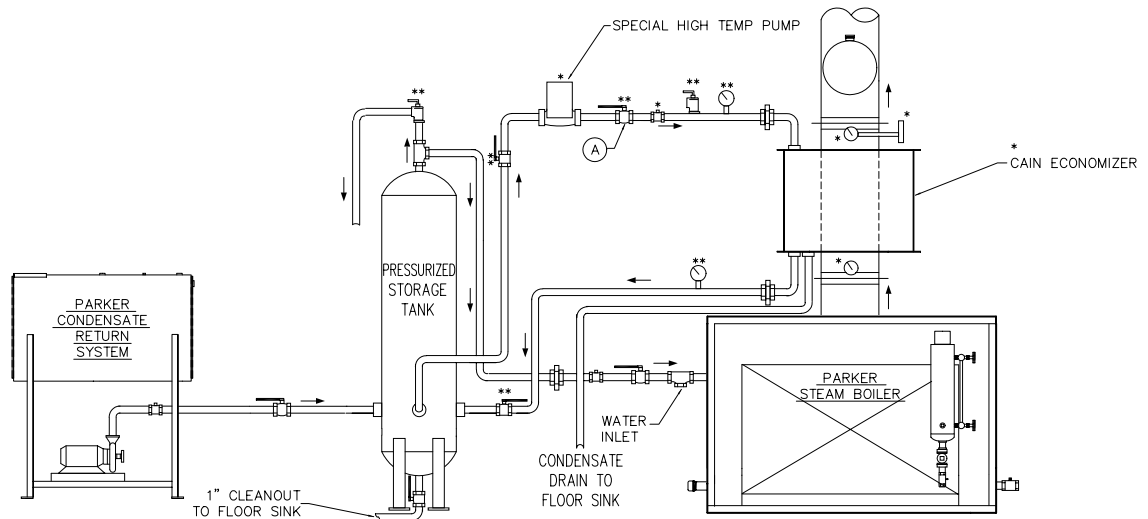 SPECIAL HIGH TEMP PUMP
*
**
**
*
**
**
*
*
A
**
*
CAIN ECONOMIZER
*
**
PRESSURIZED
STORAGE
TANK
PARKER
CONDENSATE
RETURN
SYSTEM
PARKER
STEAM BOILER
**
WATER
INLET
CONDENSATE
DRAIN TO
FLOOR SINK
1" CLEANOUT
TO FLOOR SINK